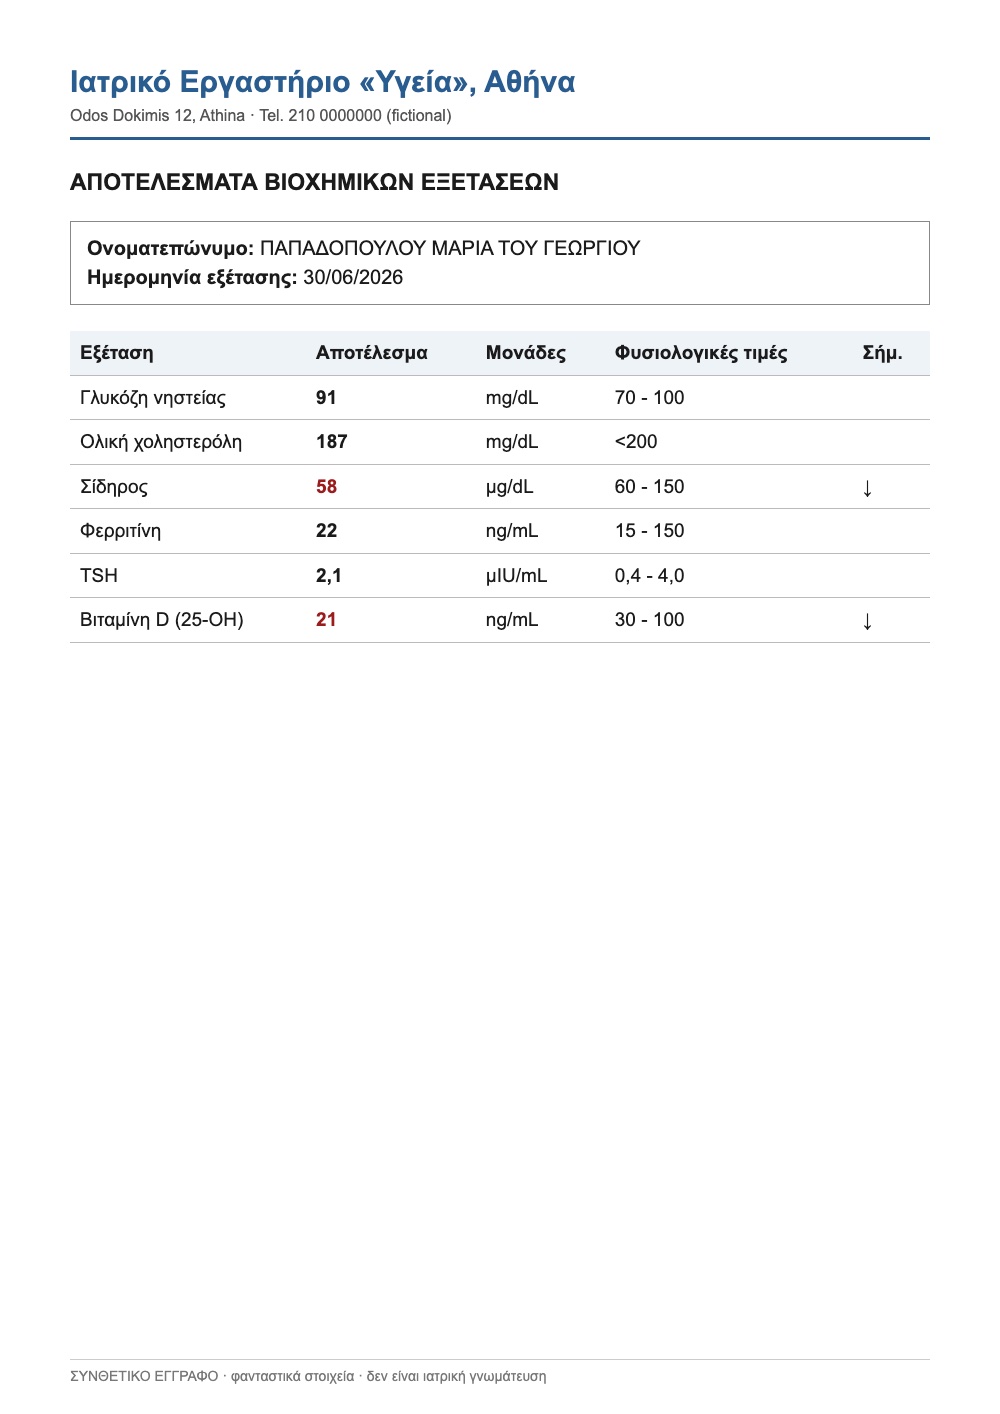 Ιατρικό Εργαστήριο «Υγεία», Αθήνα
Odos Dokimis 12, Athina · Tel. 210 0000000 (fictional)
ΑΠΟΤΕΛΕΣΜΑΤΑ ΒΙΟΧΗΜΙΚΩΝ ΕΞΕΤΑΣΕΩΝ
Ονοματεπώνυμο: ΠΑΠΑΔΟΠΟΥΛΟΥ ΜΑΡΙΑ ΤΟΥ ΓΕΩΡΓΙΟΥ
Ημερομηνία εξέτασης: 30/06/2026
Εξέταση Αποτέλεσμα Μονάδες Φυσιολογικές τιμές Σήμ.
Γλυκόζη νηστείας 91 mg/dL 70 - 100
Ολική χοληστερόλη 187 mg/dL <200
Σίδηρος 58 μg/dL 60 - 150 ↓
Φερριτίνη 22 ng/mL 15 - 150
TSH 2,1 μIU/mL 0,4 - 4,0
Βιταμίνη D (25-OH) 21 ng/mL 30 - 100 ↓
ΣΥΝΘΕΤΙΚΟ ΕΓΓΡΑΦΟ · φανταστικά στοιχεία · δεν είναι ιατρική γνωμάτευση